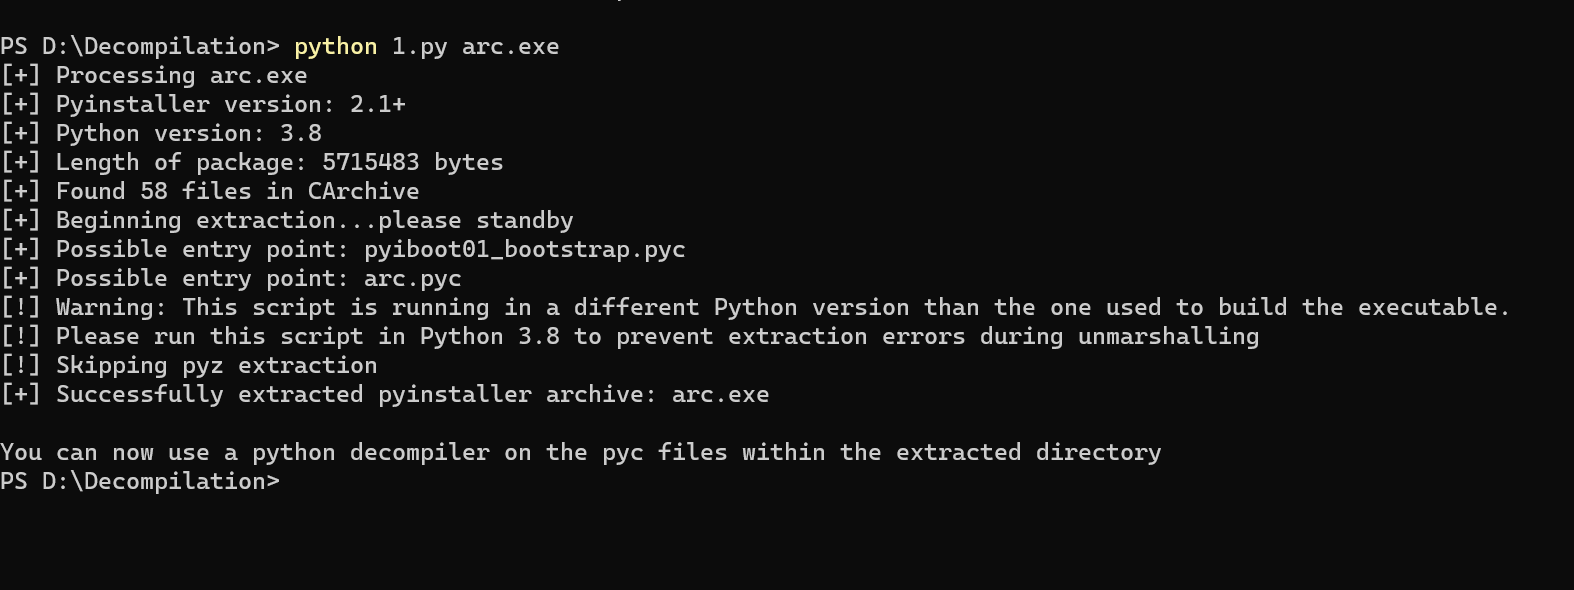 PS D:\Decompilation> python 1.py arc.exe
[+] Processing arc.exe
[+] Pyinstaller version: 2.1+
[+] Python version: 3.8
[+] Length of package: 5715483 bytes
[+] Found 58 files in CArchive
[+] Beginning extraction...please standby
[+] Possible entry point: pyiboot01_bootstrap.pyc
[+] Possible entry point: arc.pyc
[!] Warning: This script is running in a different Python version than the one used to build the executable.
[!] Please run this script in Python 3.8 to prevent extraction errors during unmarshalling
[!] Skipping pyz extraction
[+] Successfully extracted pyinstaller archive: arc.exe
You can now use a python decompiler on the pyc files within the extracted directory
PS D:\Decompilation>